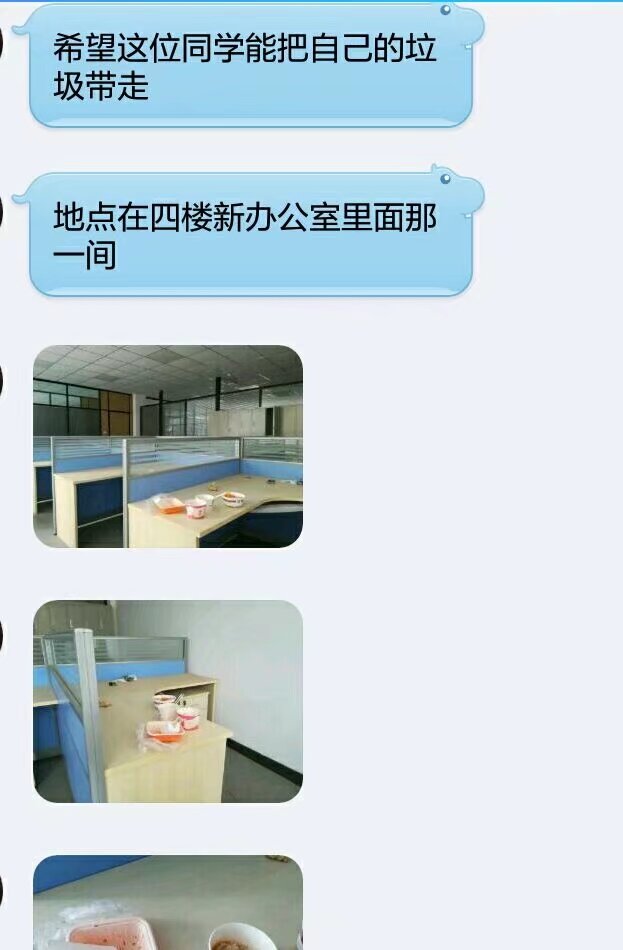 希望这位同学能把自己的垃
圾带走
地点在四楼新办公室里面那
一间